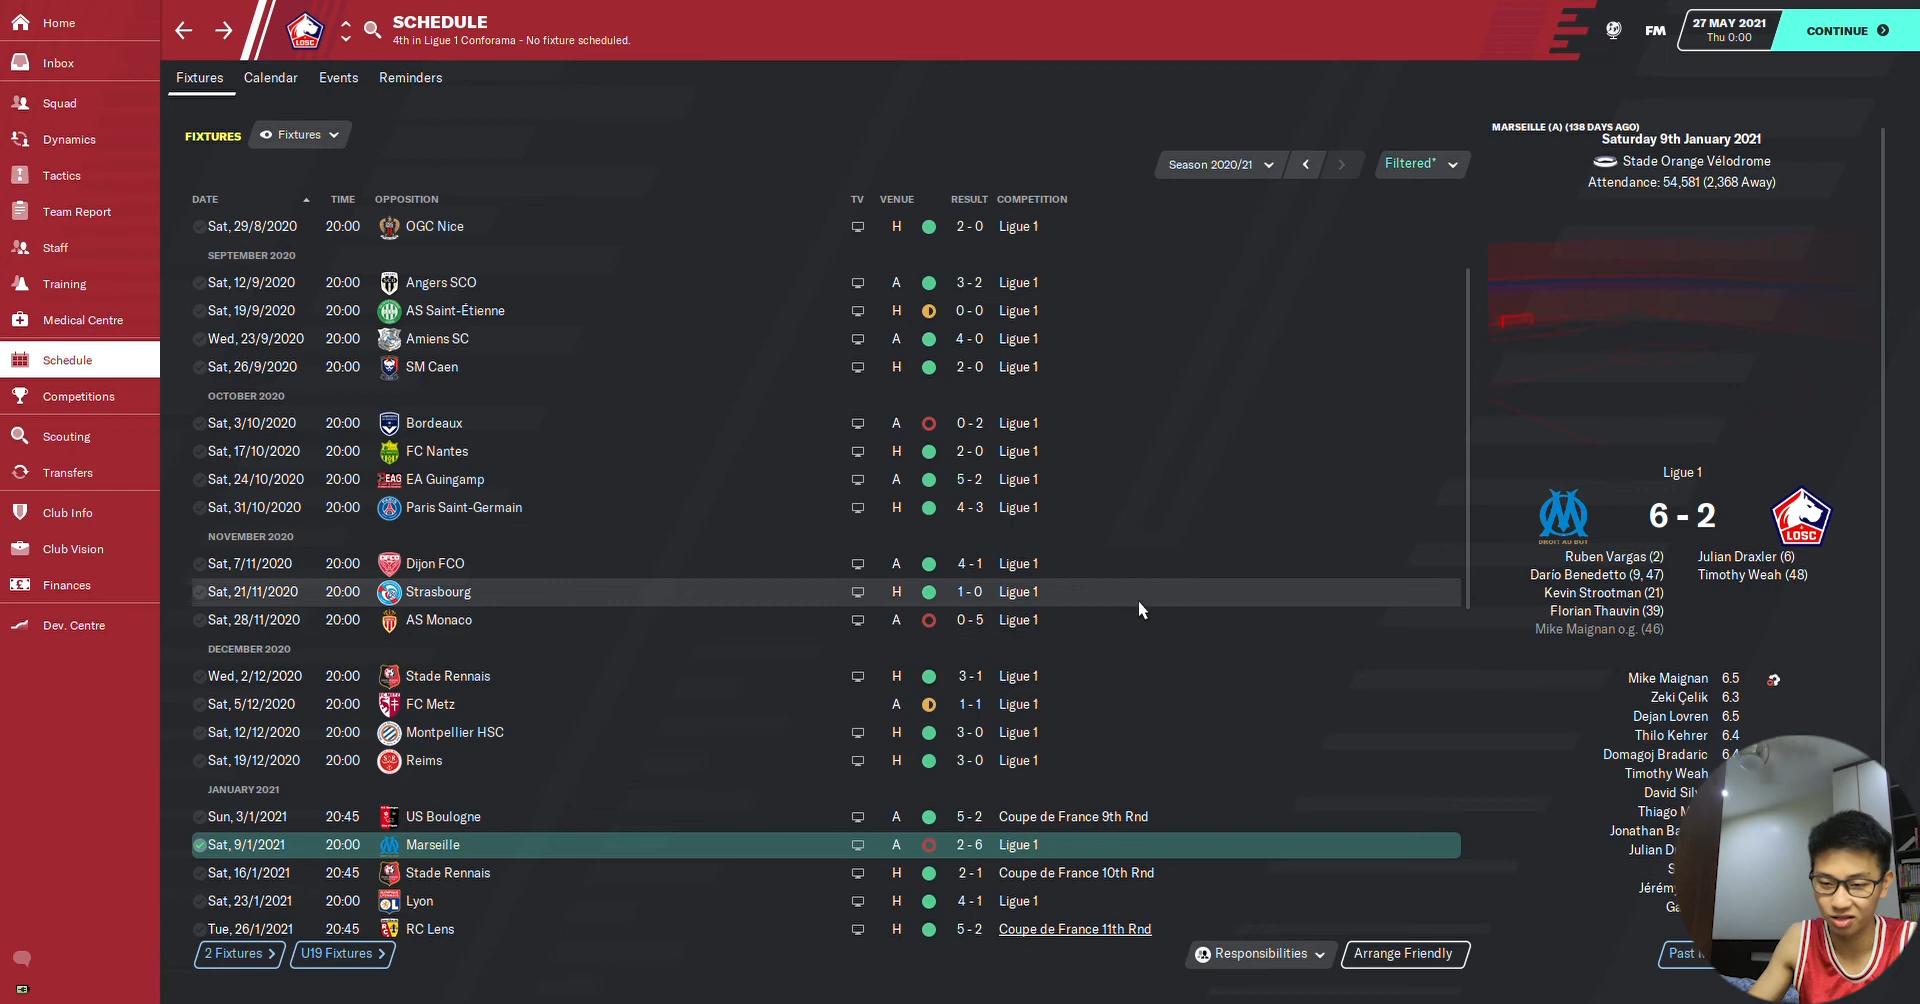 Home
Inbox
Squad
Dynamics
Tactics
Team Report
Staff
Training
Medical Centre
Schedule
Competitions
Scouting
Transfers
Club Info
Club Vision
Finances
Dev. Centre
LOSC
SCHEDULE
4th in Ligue 1 Conforama - No fixture scheduled.
FM
27 MAY 2021
Thu 0:00
CONTINUE
Fixtures Calendar Events Reminders
FIXTURES Fixtures
Season 2020/21 Filtered*
DATE TIME OPPOSITION TV VENUE RESULT COMPETITION
Sat, 29/8/2020 20:00 OGC Nice H 2 - 0 Ligue 1
SEPTEMBER 2020
Sat, 12/9/2020 20:00 Angers SCO A 3 - 2 Ligue 1
Sat, 19/9/2020 20:00 AS Saint-Étienne H 0 - 0 Ligue 1
Wed, 23/9/2020 20:00 Amiens SC A 4 - 0 Ligue 1
Sat, 26/9/2020 20:00 SM Caen H 2 - 0 Ligue 1
OCTOBER 2020
Sat, 3/10/2020 20:00 Bordeaux A 0 - 2 Ligue 1
Sat, 17/10/2020 20:00 FC Nantes H 2 - 0 Ligue 1
Sat, 24/10/2020 20:00 EA Guingamp A 5 - 2 Ligue 1
Sat, 31/10/2020 20:00 Paris Saint-Germain H 4 - 3 Ligue 1
NOVEMBER 2020
Sat, 7/11/2020 20:00 Dijon FCO A 4 - 1 Ligue 1
Sat, 21/11/2020 20:00 Strasbourg H 1 - 0 Ligue 1
Sat, 28/11/2020 20:00 AS Monaco A 0 - 5 Ligue 1
DECEMBER 2020
Wed, 2/12/2020 20:00 Stade Rennais H 3 - 1 Ligue 1
Sat, 5/12/2020 20:00 FC Metz A 1 - 1 Ligue 1
Sat, 12/12/2020 20:00 Montpellier HSC H 3 - 0 Ligue 1
Sat, 19/12/2020 20:00 Reims H 3 - 0 Ligue 1
JANUARY 2021
Sun, 3/1/2021 20:45 US Boulogne A 5 - 2 Coupe de France 9th Rnd
Sat, 9/1/2021 20:00 Marseille A 2 - 6 Ligue 1
Sat, 16/1/2021 20:45 Stade Rennais H 2 - 1 Coupe de France 10th Rnd
Sat, 23/1/2021 20:00 Lyon H 4 - 1 Ligue 1
Tue, 26/1/2021 20:45 RC Lens H 5 - 2 Coupe de France 11th Rnd
2 Fixtures U19 Fixtures Responsibilities Arrange Friendly
MARSEILLE (A) (138 DAYS AGO)
Saturday 9th January 2021
Stade Orange Vélodrome
Attendance: 54,581 (2,368 Away)
Ligue 1
6 - 2
DROIT AU BUT
LOSC
Ruben Vargas (2) Julian Draxler (6)
Darío Benedetto (9, 47) Timothy Weah (48)
Kevin Strootman (21)
Florian Thauvin (39)
Mike Maignan o.g. (46)
Mike Maignan 6.5
Zeki Çelik 6.3
Dejan Lovren 6.5
Thilo Kehrer 6.4
Domagoj Bradaric
Timothy Weah
David
Thiago
Jonathan
Julian
Past